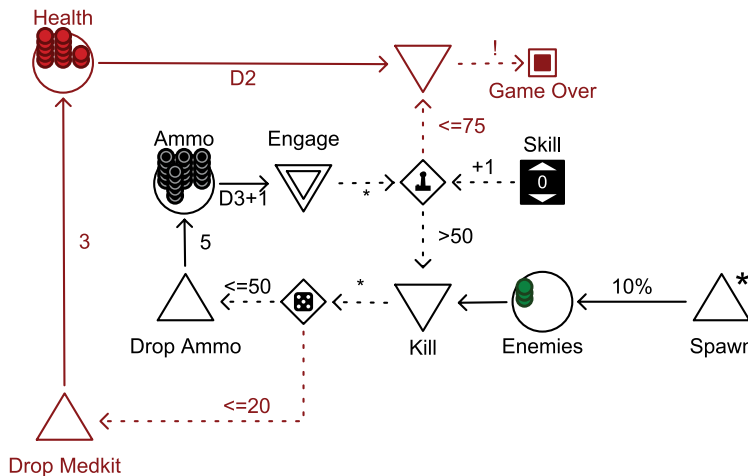 Health
!
D2
Game Over
<=75
Ammo
Engage
Skill
+1
0
D3+1
*
>50
3
5
<=50
*
10%
*
Drop Ammo
Kill
Enemies
Spawn
<=20
Drop Medkit